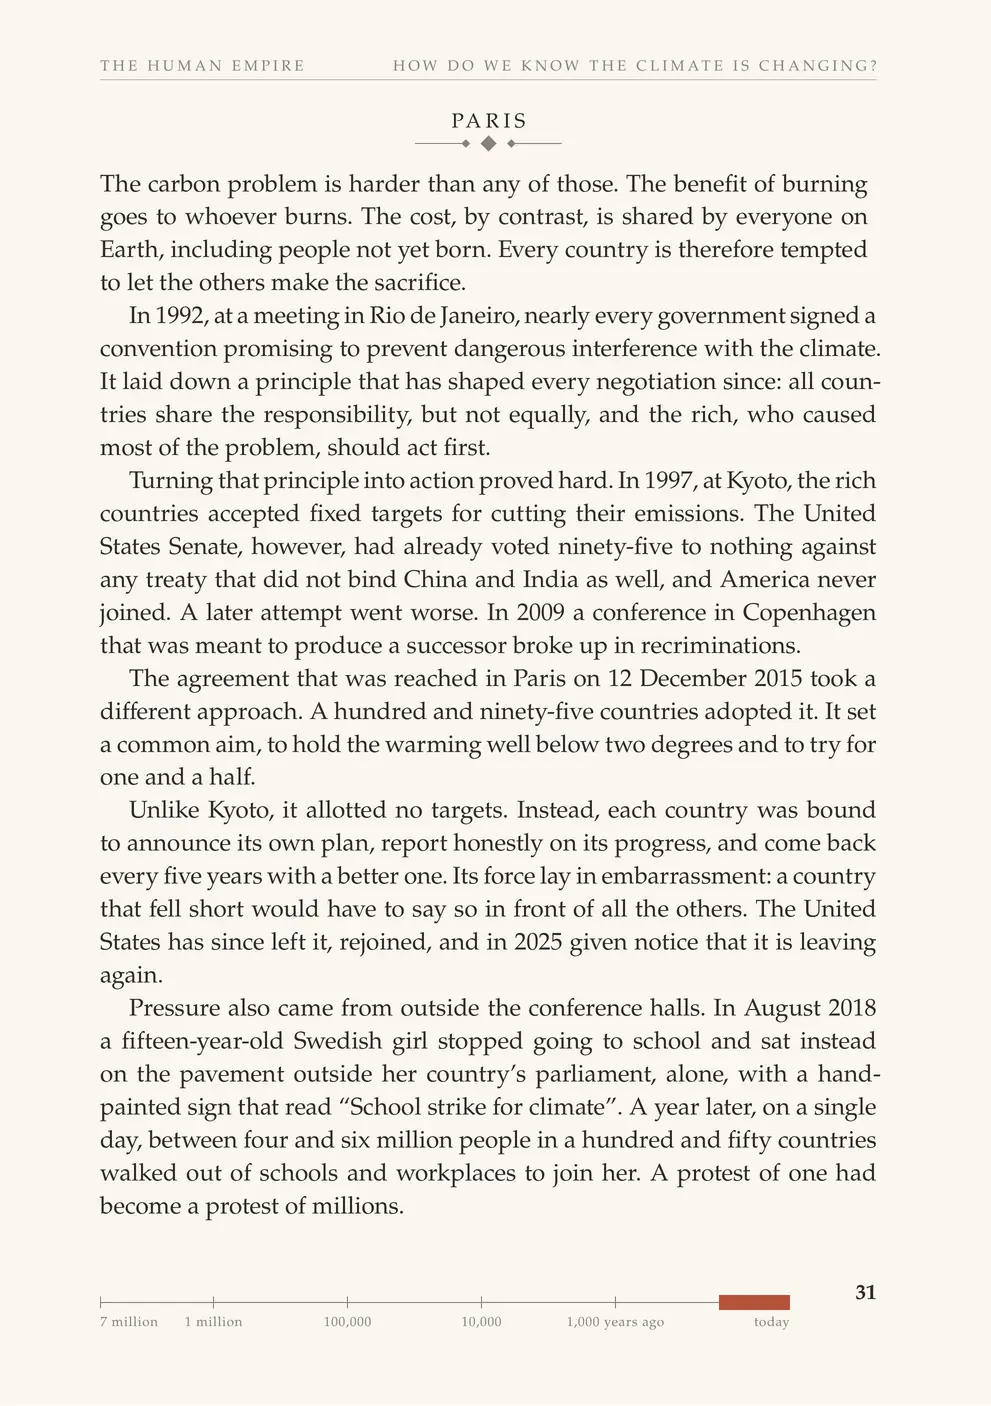 THE HUMAN EMPIRE HOW DO WE KNOW THE CLIMATE IS CHANGING?
PARIS
The carbon problem is harder than any of those. The benefit of burning
goes to whoever burns. The cost, by contrast, is shared by everyone on
Earth, including people not yet born. Every country is therefore tempted
to let the others make the sacrifice.
In 1992, at a meeting in Rio de Janeiro, nearly every government signed a
convention promising to prevent dangerous interference with the climate.
It laid down a principle that has shaped every negotiation since: all coun-
tries share the responsibility, but not equally, and the rich, who caused
most of the problem, should act first.
Turning that principle into action proved hard. In 1997, at Kyoto, the rich
countries accepted fixed targets for cutting their emissions. The United
States Senate, however, had already voted ninety-five to nothing against
any treaty that did not bind China and India as well, and America never
joined. A later attempt went worse. In 2009 a conference in Copenhagen
that was meant to produce a successor broke up in recriminations.
The agreement that was reached in Paris on 12 December 2015 took a
different approach. A hundred and ninety-five countries adopted it. It set
a common aim, to hold the warming well below two degrees and to try for
one and a half.
Unlike Kyoto, it allotted no targets. Instead, each country was bound
to announce its own plan, report honestly on its progress, and come back
every five years with a better one. Its force lay in embarrassment: a country
that fell short would have to say so in front of all the others. The United
States has since left it, rejoined, and in 2025 given notice that it is leaving
again.
Pressure also came from outside the conference halls. In August 2018
a fifteen-year-old Swedish girl stopped going to school and sat instead
on the pavement outside her country’s parliament, alone, with a hand-
painted sign that read “School strike for climate”. A year later, on a single
day, between four and six million people in a hundred and fifty countries
walked out of schools and workplaces to join her. A protest of one had
become a protest of millions.
31
7 million 1 million 100,000 10,000 1,000 years ago today